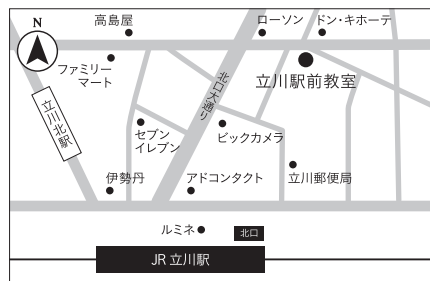 N
高島屋
ローソン
ドン・キホーテ
ファミリー
マート
立川駅前教室
北口大通り
立川北駅
セブン
イレブン
ビックカメラ
伊勢丹
アドコンタクト
立川郵便局
ルミネ
北口
JR 立川駅